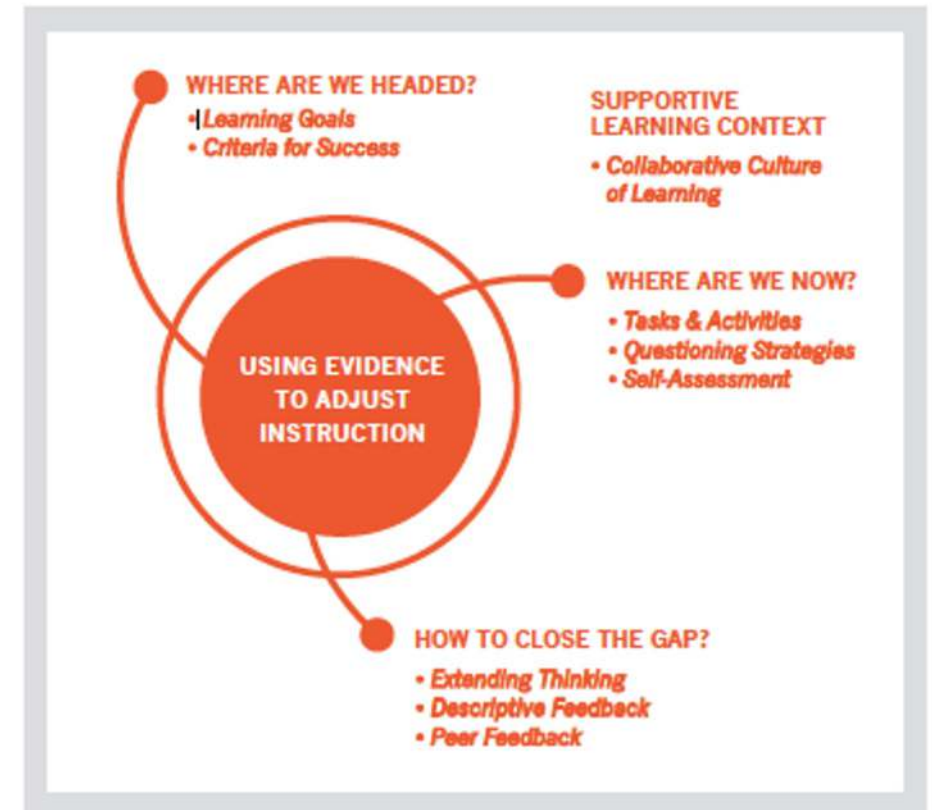 WHERE ARE WE HEADED?
• Learning Goals
• Criteria for Success
SUPPORTIVE
LEARNING CONTEXT
• Collaborative Culture
of Learning
WHERE ARE WE NOW?
• Tasks & Activities
• Questioning Strategies
• Self-Assessment
USING EVIDENCE
TO ADJUST
INSTRUCTION
HOW TO CLOSE THE GAP?
• Extending Thinking
• Descriptive Feedback
• Peer Feedback